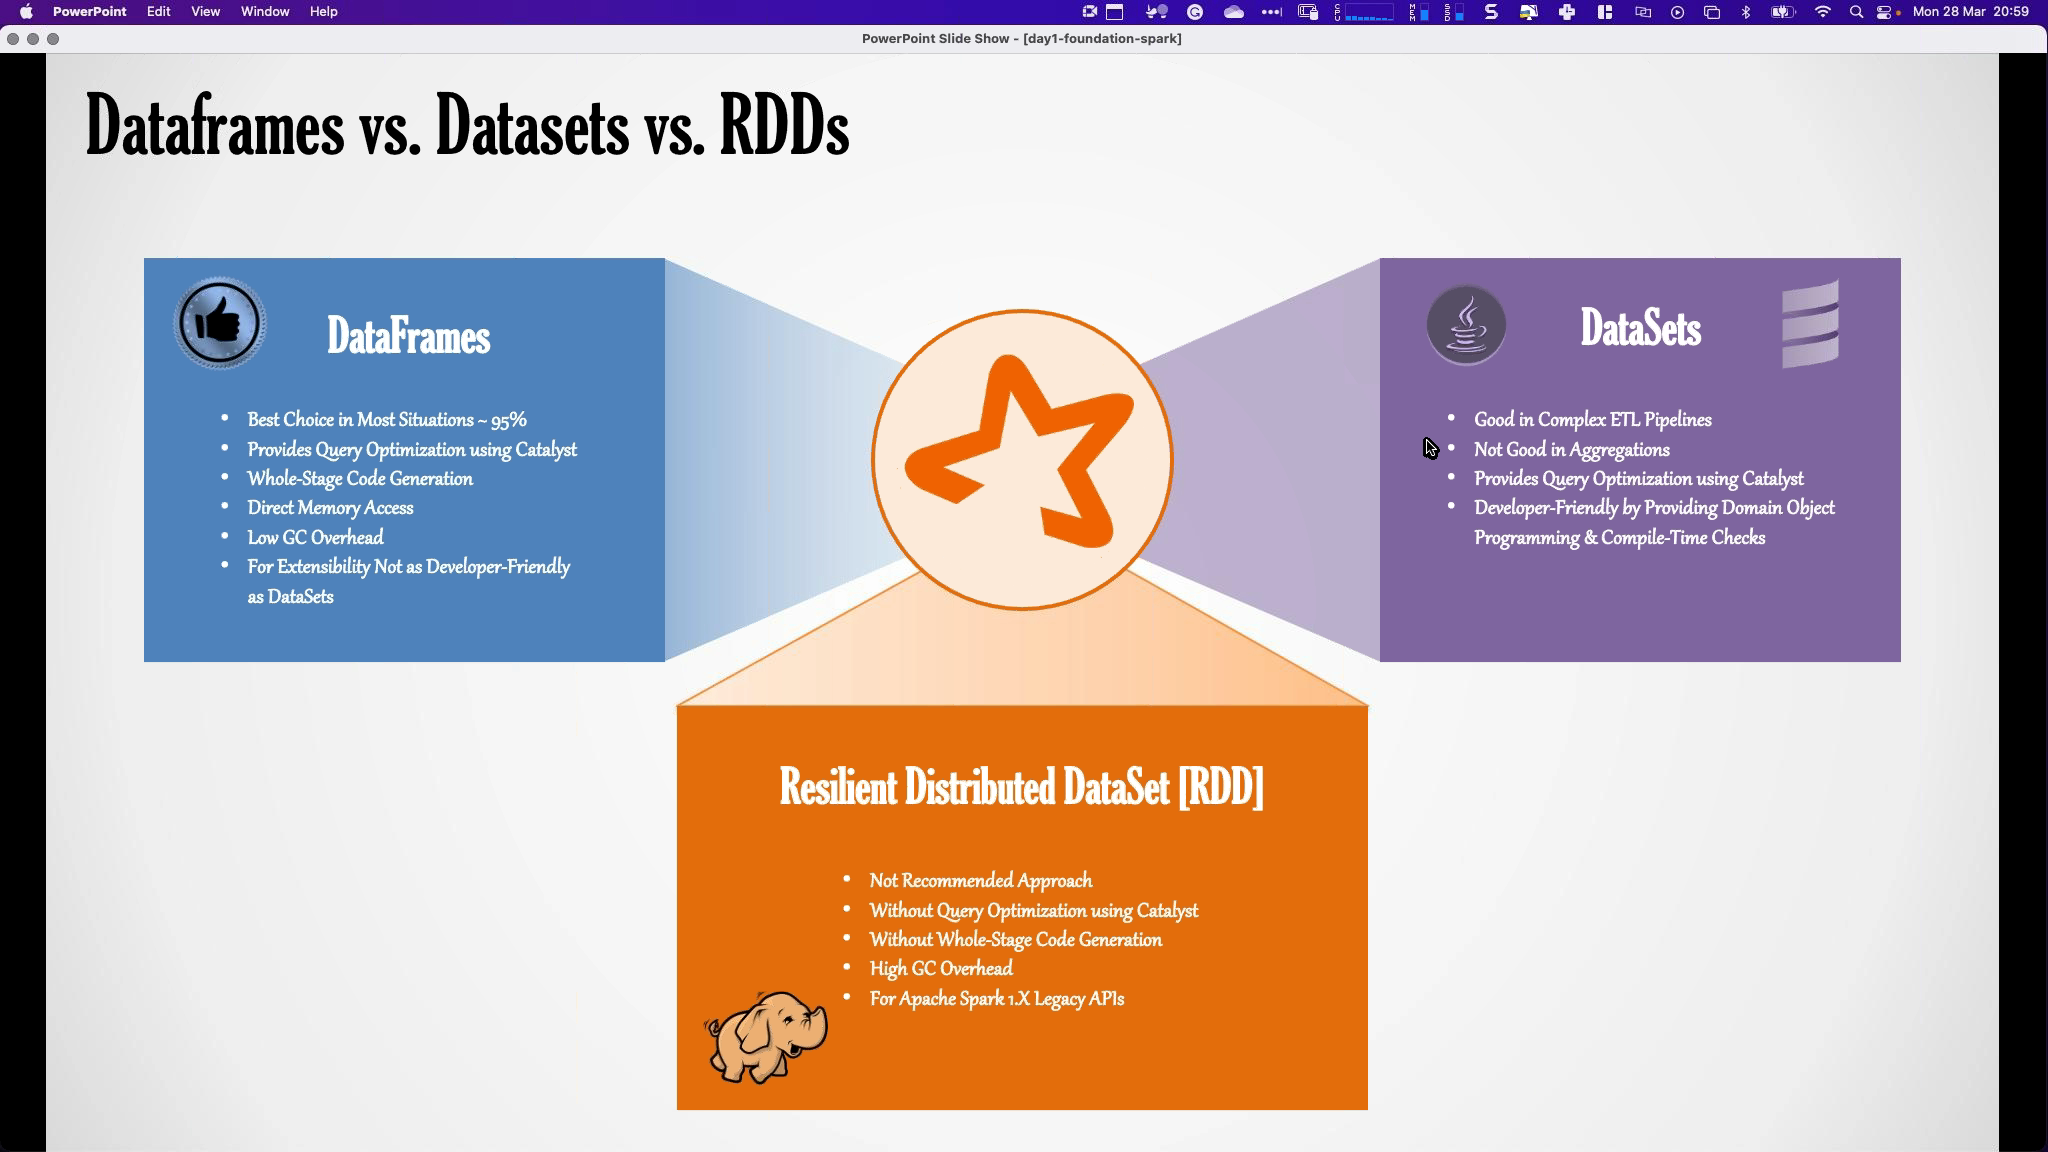 PowerPoint Edit View Window Help
Mon 28 Mar 20:59
PowerPoint Slide Show - [day1-foundation-spark]
Dataframes vs. Datasets vs. RDDs
DataFrames
• Best Choice in Most Situations ~ 95%
• Provides Query Optimization using Catalyst
• Whole-Stage Code Generation
• Direct Memory Access
• Low GC Overhead
• For Extensibility Not as Developer-Friendly
as DataSets
DataSets
• Good in Complex ETL Pipelines
• Not Good in Aggregations
• Provides Query Optimization using Catalyst
• Developer-Friendly by Providing Domain Object
Programming & Compile-Time Checks
Resilient Distributed DataSet [RDD]
• Not Recommended Approach
• Without Query Optimization using Catalyst
• Without Whole-Stage Code Generation
• High GC Overhead
• For Apache Spark 1.X Legacy APIs